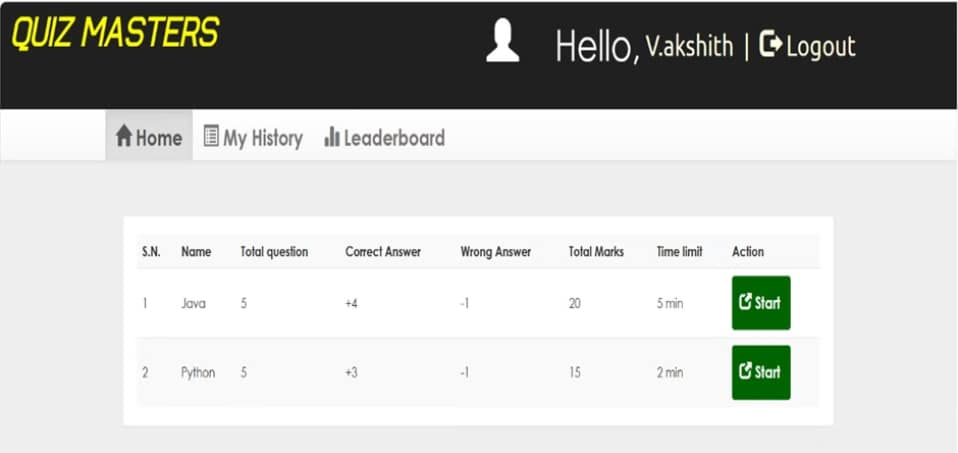 QUIZ MASTERS
Hello, V.akshith | Logout
Home My History Leaderboard
S.N. Name Total question Correct Answer Wrong Answer Total Marks Time limit Action
1 Java 5 +4 -1 20 5 min Start
2 Python 5 +3 -1 15 2 min Start